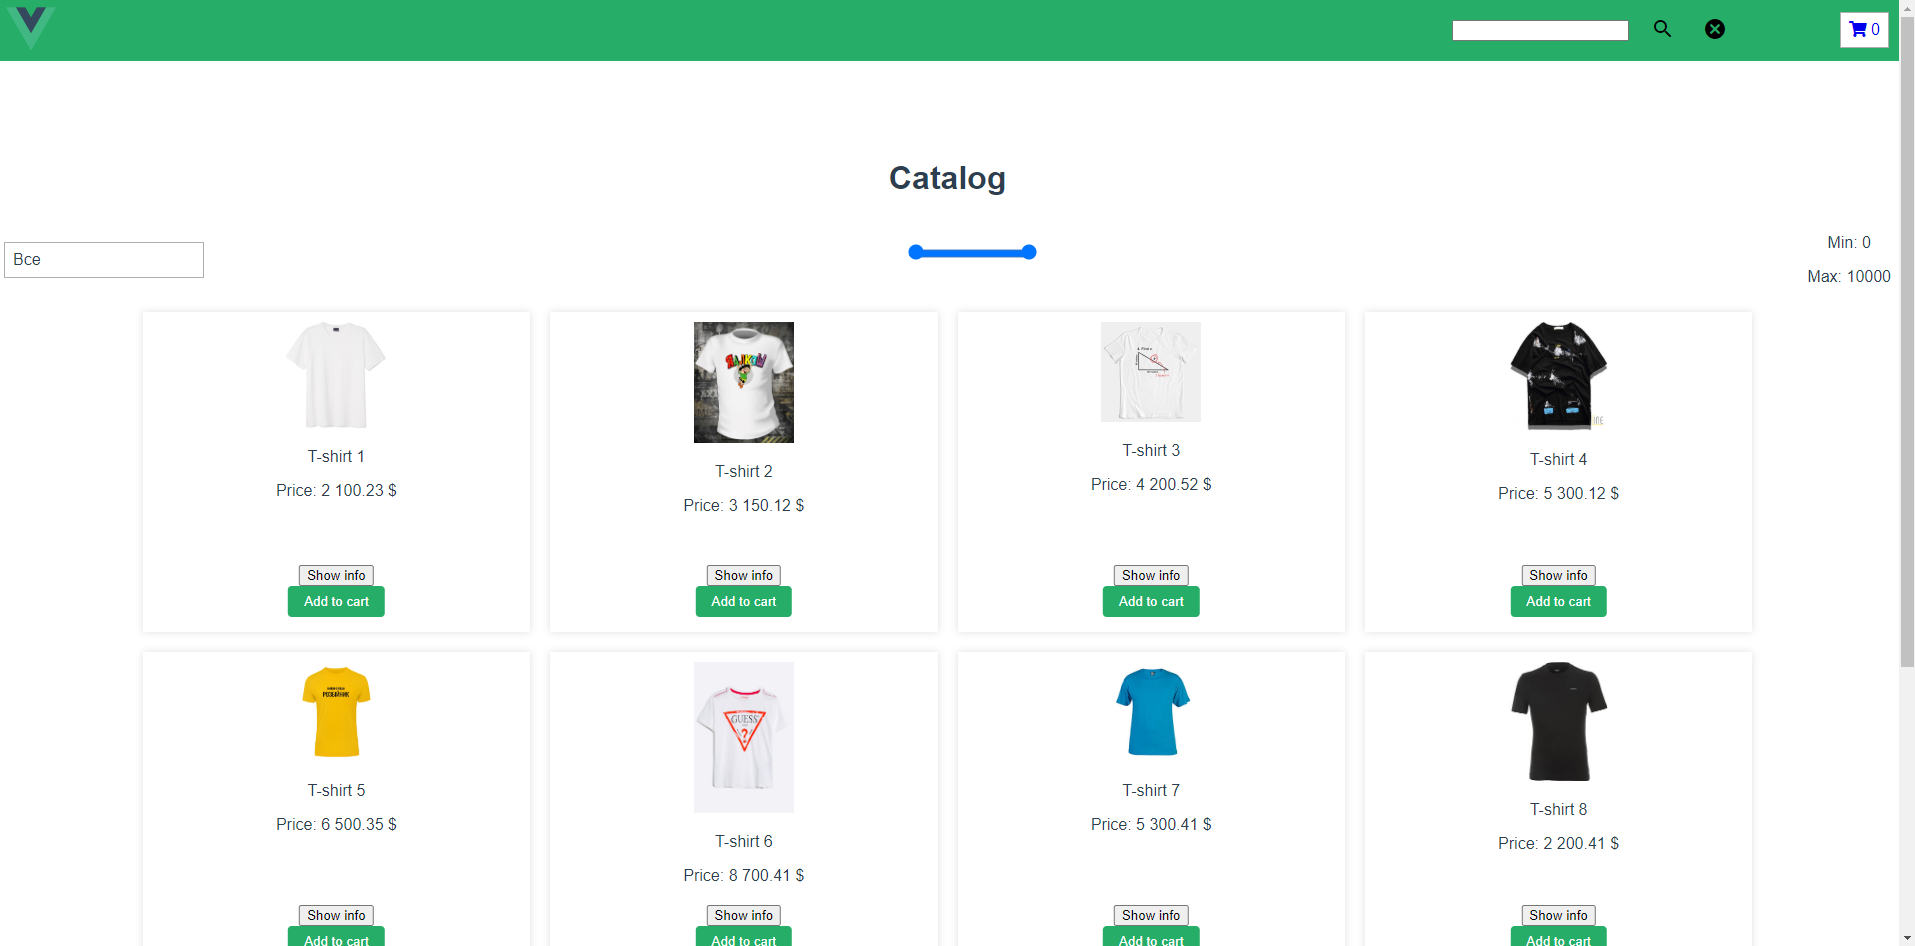 0
Catalog
Все
Min: 0
Max: 10000
T-shirt 1
Price: 2 100.23 $
Show info
Add to cart
T-shirt 2
Price: 3 150.12 $
Show info
Add to cart
T-shirt 3
Price: 4 200.52 $
Show info
Add to cart
T-shirt 4
Price: 5 300.12 $
Show info
Add to cart
РОЗБІЙНИК
T-shirt 5
Price: 6 500.35 $
Show info
Add to cart
GUESS
?
T-shirt 6
Price: 8 700.41 $
Show info
Add to cart
T-shirt 7
Price: 5 300.41 $
Show info
Add to cart
T-shirt 8
Price: 2 200.41 $
Show info
Add to cart